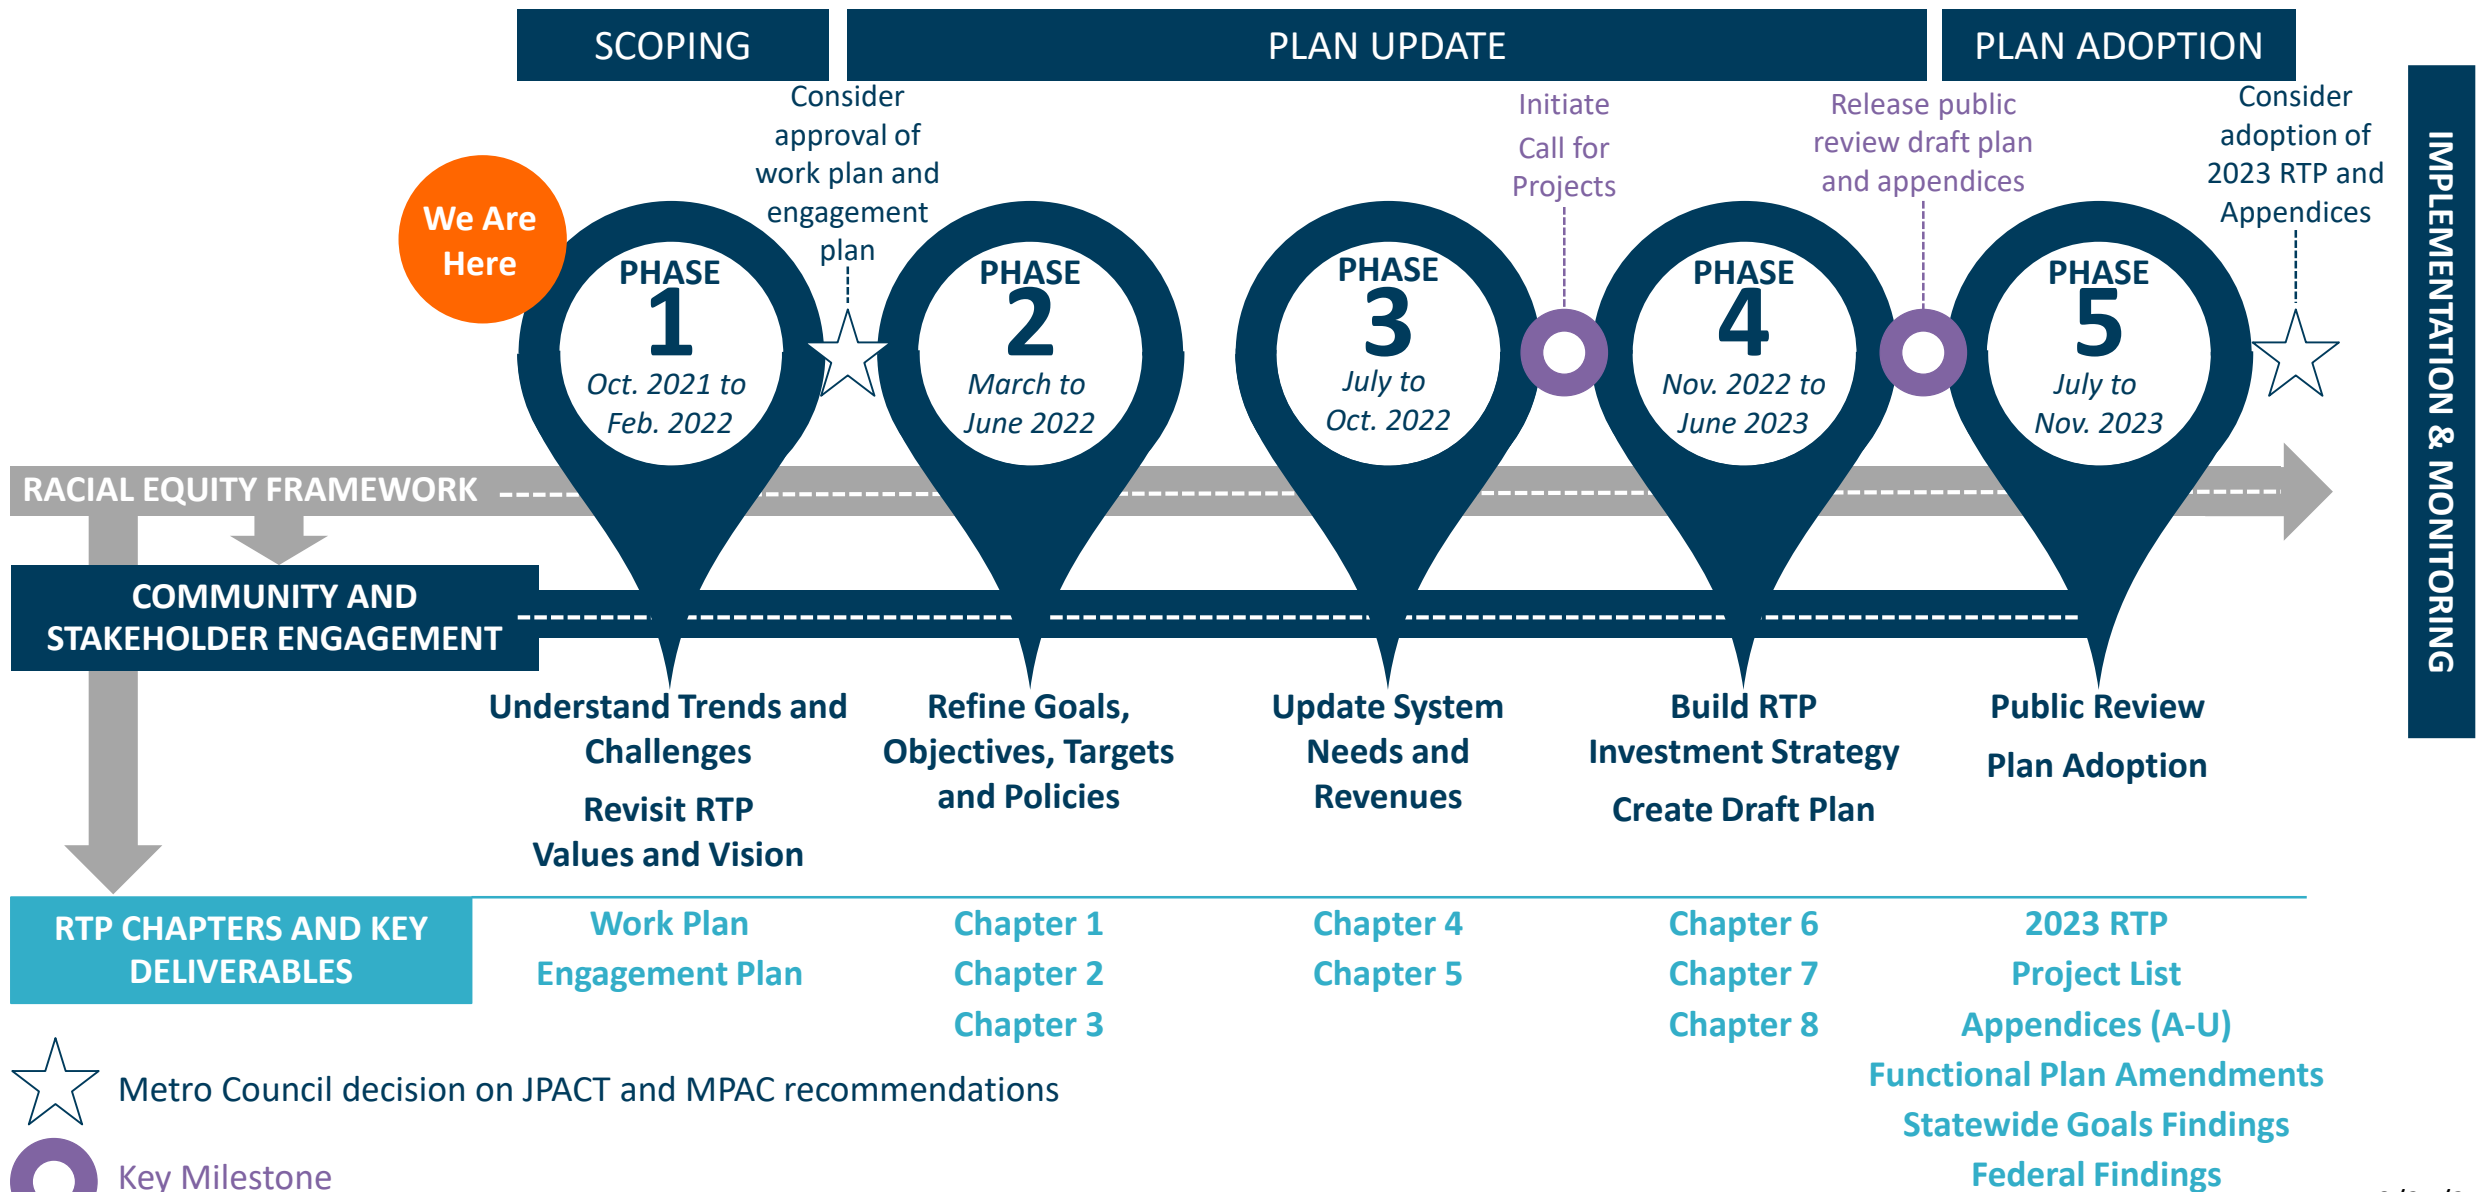 SCOPING
PLAN UPDATE
PLAN ADOPTION
Consider
approval of
work plan and
engagement
plan
Initiate
Call for
Projects
Release public
review draft plan
and appendices
Consider
adoption of
2023 RTP and
Appendices
IMPLEMENTATION & MONITORING
We Are
Here
PHASE
1
Oct. 2021 to
Feb. 2022
PHASE
2
March to
June 2022
PHASE
3
July to
Oct. 2022
PHASE
4
Nov. 2022 to
June 2023
PHASE
5
July to
Nov. 2023
RACIAL EQUITY FRAMEWORK
COMMUNITY AND
STAKEHOLDER ENGAGEMENT
Understand Trends and
Challenges
Revisit RTP
Values and Vision
Refine Goals,
Objectives, Targets
and Policies
Update System
Needs and
Revenues
Build RTP
Investment Strategy
Create Draft Plan
Public Review
Plan Adoption
RTP CHAPTERS AND KEY
DELIVERABLES
Work Plan
Engagement Plan
Chapter 1
Chapter 2
Chapter 3
Chapter 4
Chapter 5
Chapter 6
Chapter 7
Chapter 8
2023 RTP
Project List
Appendices (A-U)
Functional Plan Amendments
Statewide Goals Findings
Federal Findings
Metro Council decision on JPACT and MPAC recommendations
Key Milestone